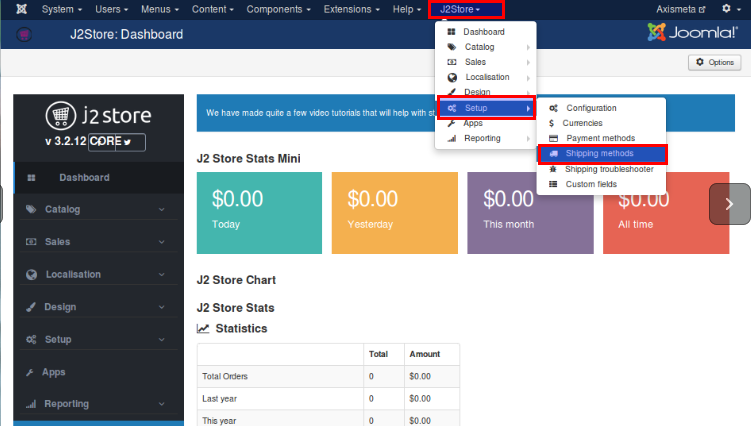 System Users Menus Content Components Extensions Help J2Store Axismeta
J2Store: Dashboard Joomla!®
Options
Dashboard
Catalog
Sales
Localisation
Design
Setup
Apps
Reporting
Configuration
Currencies
Payment methods
Shipping methods
Shipping troubleshooter
Custom fields
j2store
v 3.2.12 CORE
Dashboard
Catalog
Sales
Localisation
Design
Setup
Apps
Reporting
We have made quite a few video tutorials that will help with st
J2 Store Stats Mini
$0.00 $0.00 $0.00 $0.00
Today Yesterday This month All time
J2 Store Chart
J2 Store Stats
Statistics
Total Amount
Total Orders 0 $0.00
Last year 0 $0.00
This year 0 $0.00